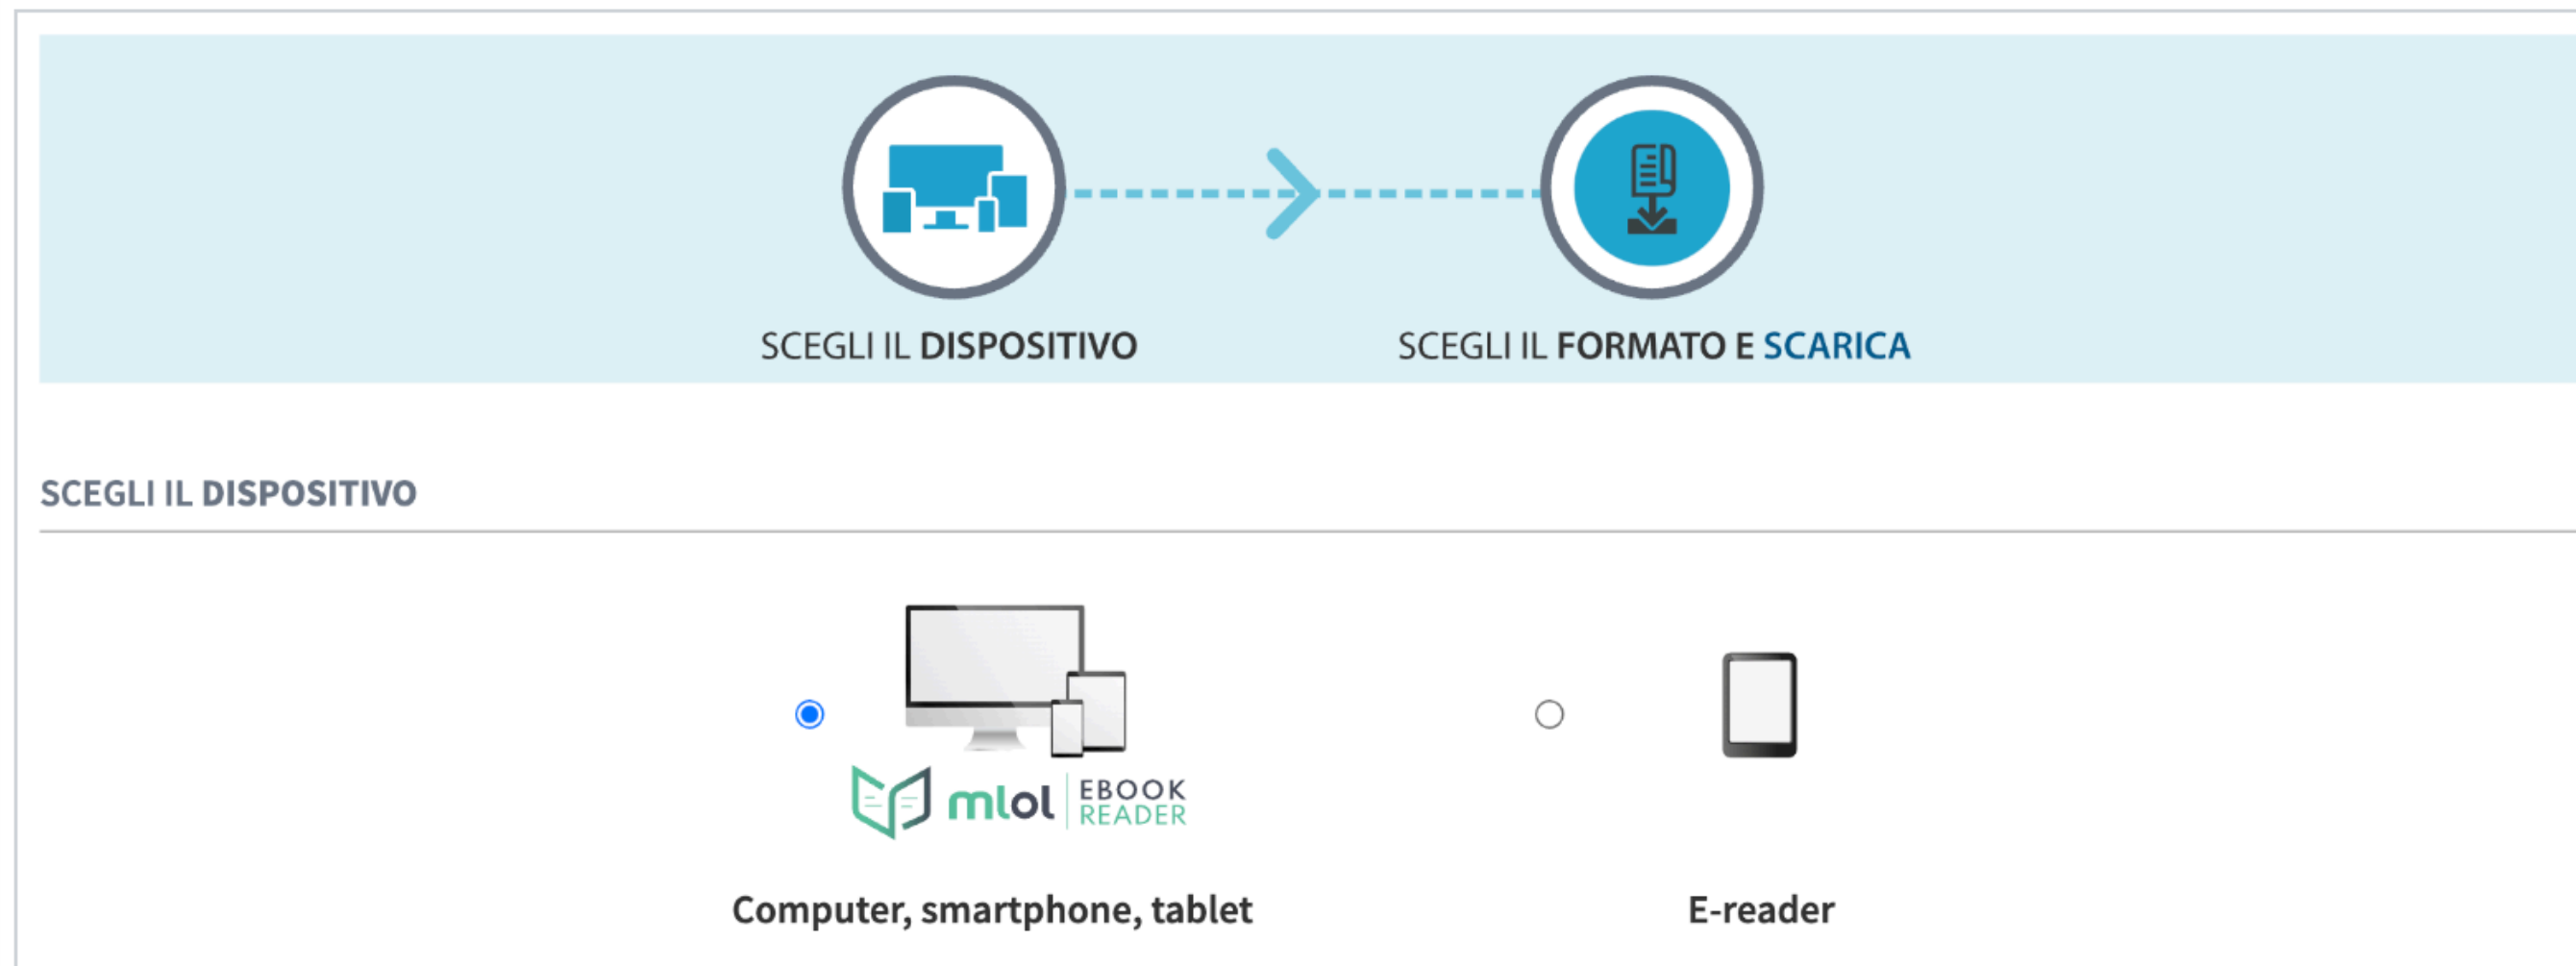 SCEGLI IL DISPOSITIVO
SCEGLI IL FORMATO E SCARICA
SCEGLI IL DISPOSITIVO
mlol EBOOK
READER
Computer, smartphone, tablet
E-reader